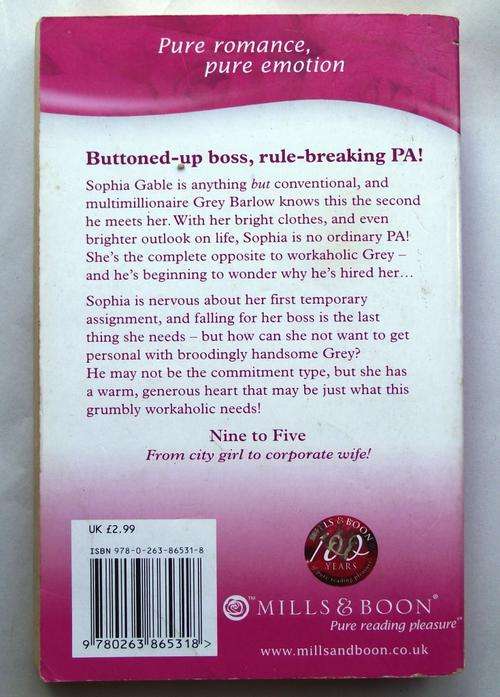 Pure romance,
pure emotion
Buttoned-up boss, rule-breaking PA!
Sophia Gable is anything but conventional, and
multimillionaire Grey Barlow knows this the second
he meets her. With her bright clothes, and even
brighter outlook on life, Sophia is no ordinary PA!
She's the complete opposite to workaholic Grey –
and he's beginning to wonder why he's hired her…
Sophia is nervous about her first temporary
assignment, and falling for her boss is the last
thing she needs – but how can she not want to get
personal with broodingly handsome Grey?
He may not be the commitment type, but she has
a warm, generous heart that may be just what this
grumbly workaholic needs!
Nine to Five
From city girl to corporate wife!
UK £2.99
ISBN 978-0-263-86531-8
9 780263 865318 >
MILLS & BOON
100
YEARS
of pure reading pleasure
MILLS & BOON®
Pure reading pleasure™
www.millsandboon.co.uk